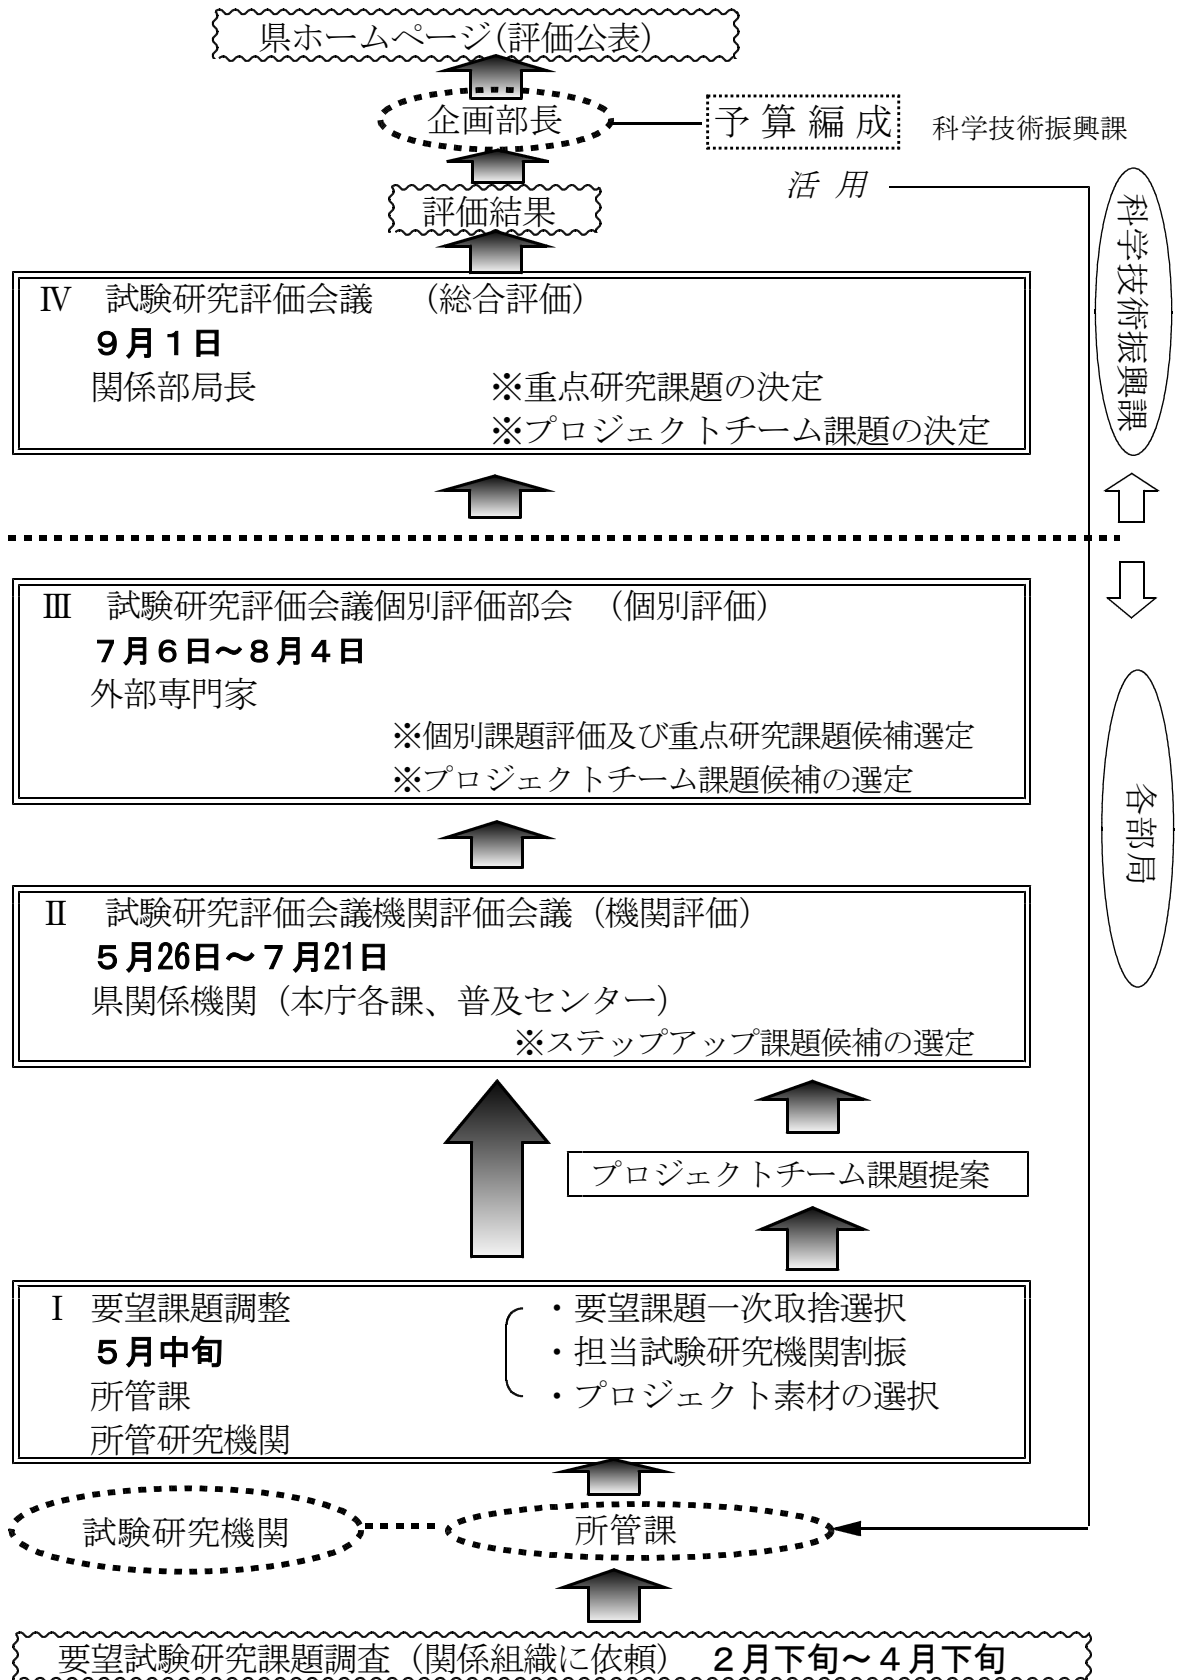 県ホームページ(評価公表)
企画部長
予 算 編 成
科学技術振興課
活 用
評価結果
科学技術振興課
Ⅳ 試験研究評価会議 （総合評価）
９月１日
関係部局長 ※重点研究課題の決定
※プロジェクトチーム課題の決定
Ⅲ 試験研究評価会議個別評価部会 （個別評価）
７月６日～８月４日
外部専門家
※個別課題評価及び重点研究課題候補選定
※プロジェクトチーム課題候補の選定
各部局
Ⅱ 試験研究評価会議機関評価会議（機関評価）
５月26日～７月21日
県関係機関（本庁各課、普及センター）
※ステップアップ課題候補の選定
プロジェクトチーム課題提案
Ⅰ 要望課題調整 ・要望課題一次取捨選択
５月中旬 ・担当試験研究機関割振
所管課 ・プロジェクト素材の選択
所管研究機関
試験研究機関
所管課
要望試験研究課題調査（関係組織に依頼） ２月下旬～４月下旬